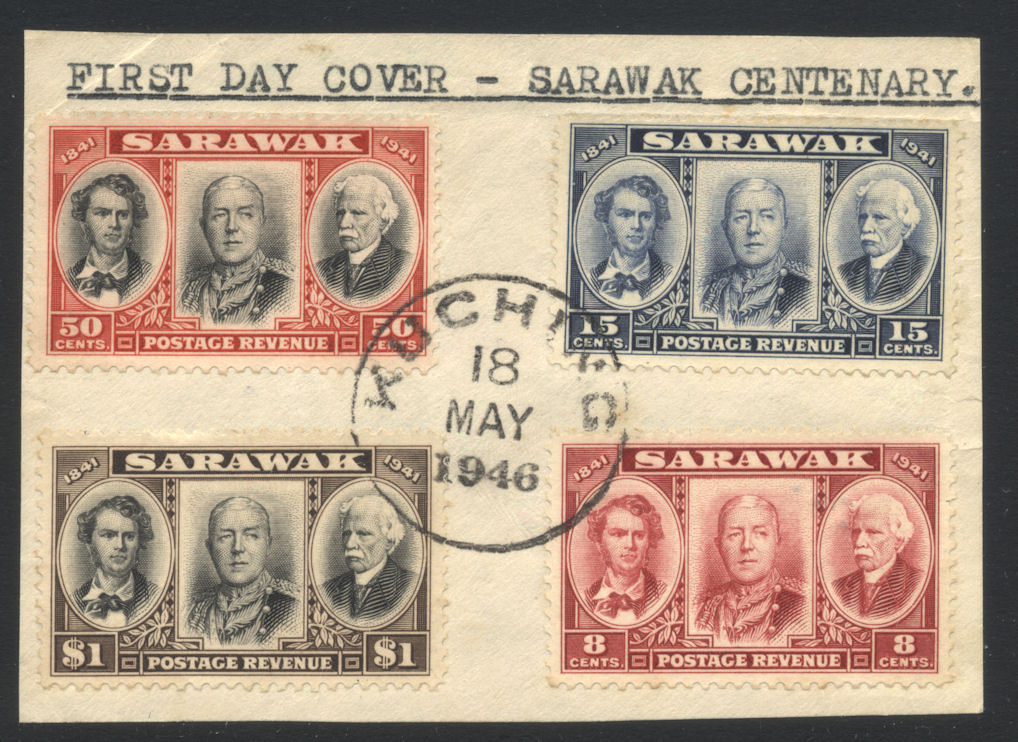 FIRST DAY COVER - SARAWAK CENTENARY.
1841 SARAWAK 1941
50 CENTS. POSTAGE REVENUE 50 CENTS.
1841 SARAWAK 1941
15 CENTS. POSTAGE REVENUE 15 CENTS.
KUCHING
18
MAY
1946
1841 SARAWAK 1941
$1 POSTAGE REVENUE $1
1841 SARAWAK 1941
8 CENTS. POSTAGE REVENUE 8 CENTS.